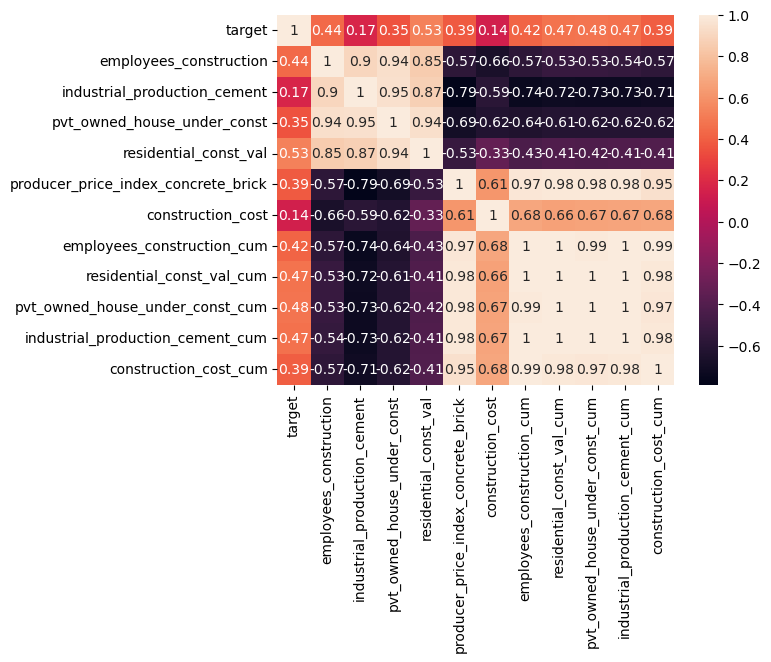 target 1 0.44 0.17 0.35 0.53 0.39 0.14 0.42 0.47 0.48 0.47 0.39
employees_construction 0.44 1 0.9 0.94 0.85 -0.57 -0.66 -0.57 -0.53 -0.53 -0.54 -0.57
industrial_production_cement 0.17 0.9 1 0.95 0.87 -0.79 -0.59 -0.74 -0.72 -0.73 -0.73 -0.71
pvt_owned_house_under_const 0.35 0.94 0.95 1 0.94 -0.69 -0.62 -0.64 -0.61 -0.62 -0.62 -0.62
residential_const_val 0.53 0.85 0.87 0.94 1 -0.53 -0.33 -0.43 -0.41 -0.42 -0.41 -0.41
producer_price_index_concrete_brick 0.39 -0.57 -0.79 -0.69 -0.53 1 0.61 0.97 0.98 0.98 0.98 0.95
construction_cost 0.14 -0.66 -0.59 -0.62 -0.33 0.61 1 0.68 0.66 0.67 0.67 0.68
employees_construction_cum 0.42 -0.57 -0.74 -0.64 -0.43 0.97 0.68 1 1 0.99 1 0.99
residential_const_val_cum 0.47 -0.53 -0.72 -0.61 -0.41 0.98 0.66 1 1 1 1 0.98
pvt_owned_house_under_const_cum 0.48 -0.53 -0.73 -0.62 -0.42 0.98 0.67 0.99 1 1 1 0.97
industrial_production_cement_cum 0.47 -0.54 -0.73 -0.62 -0.41 0.98 0.67 1 1 1 1 0.98
construction_cost_cum 0.39 -0.57 -0.71 -0.62 -0.41 0.95 0.68 0.99 0.98 0.97 0.98 1
target
employees_construction
industrial_production_cement
pvt_owned_house_under_const
residential_const_val
producer_price_index_concrete_brick
construction_cost
employees_construction_cum
residential_const_val_cum
pvt_owned_house_under_const_cum
industrial_production_cement_cum
construction_cost_cum
1.0
0.8
0.6
0.4
0.2
0.0
−0.2
−0.4
−0.6